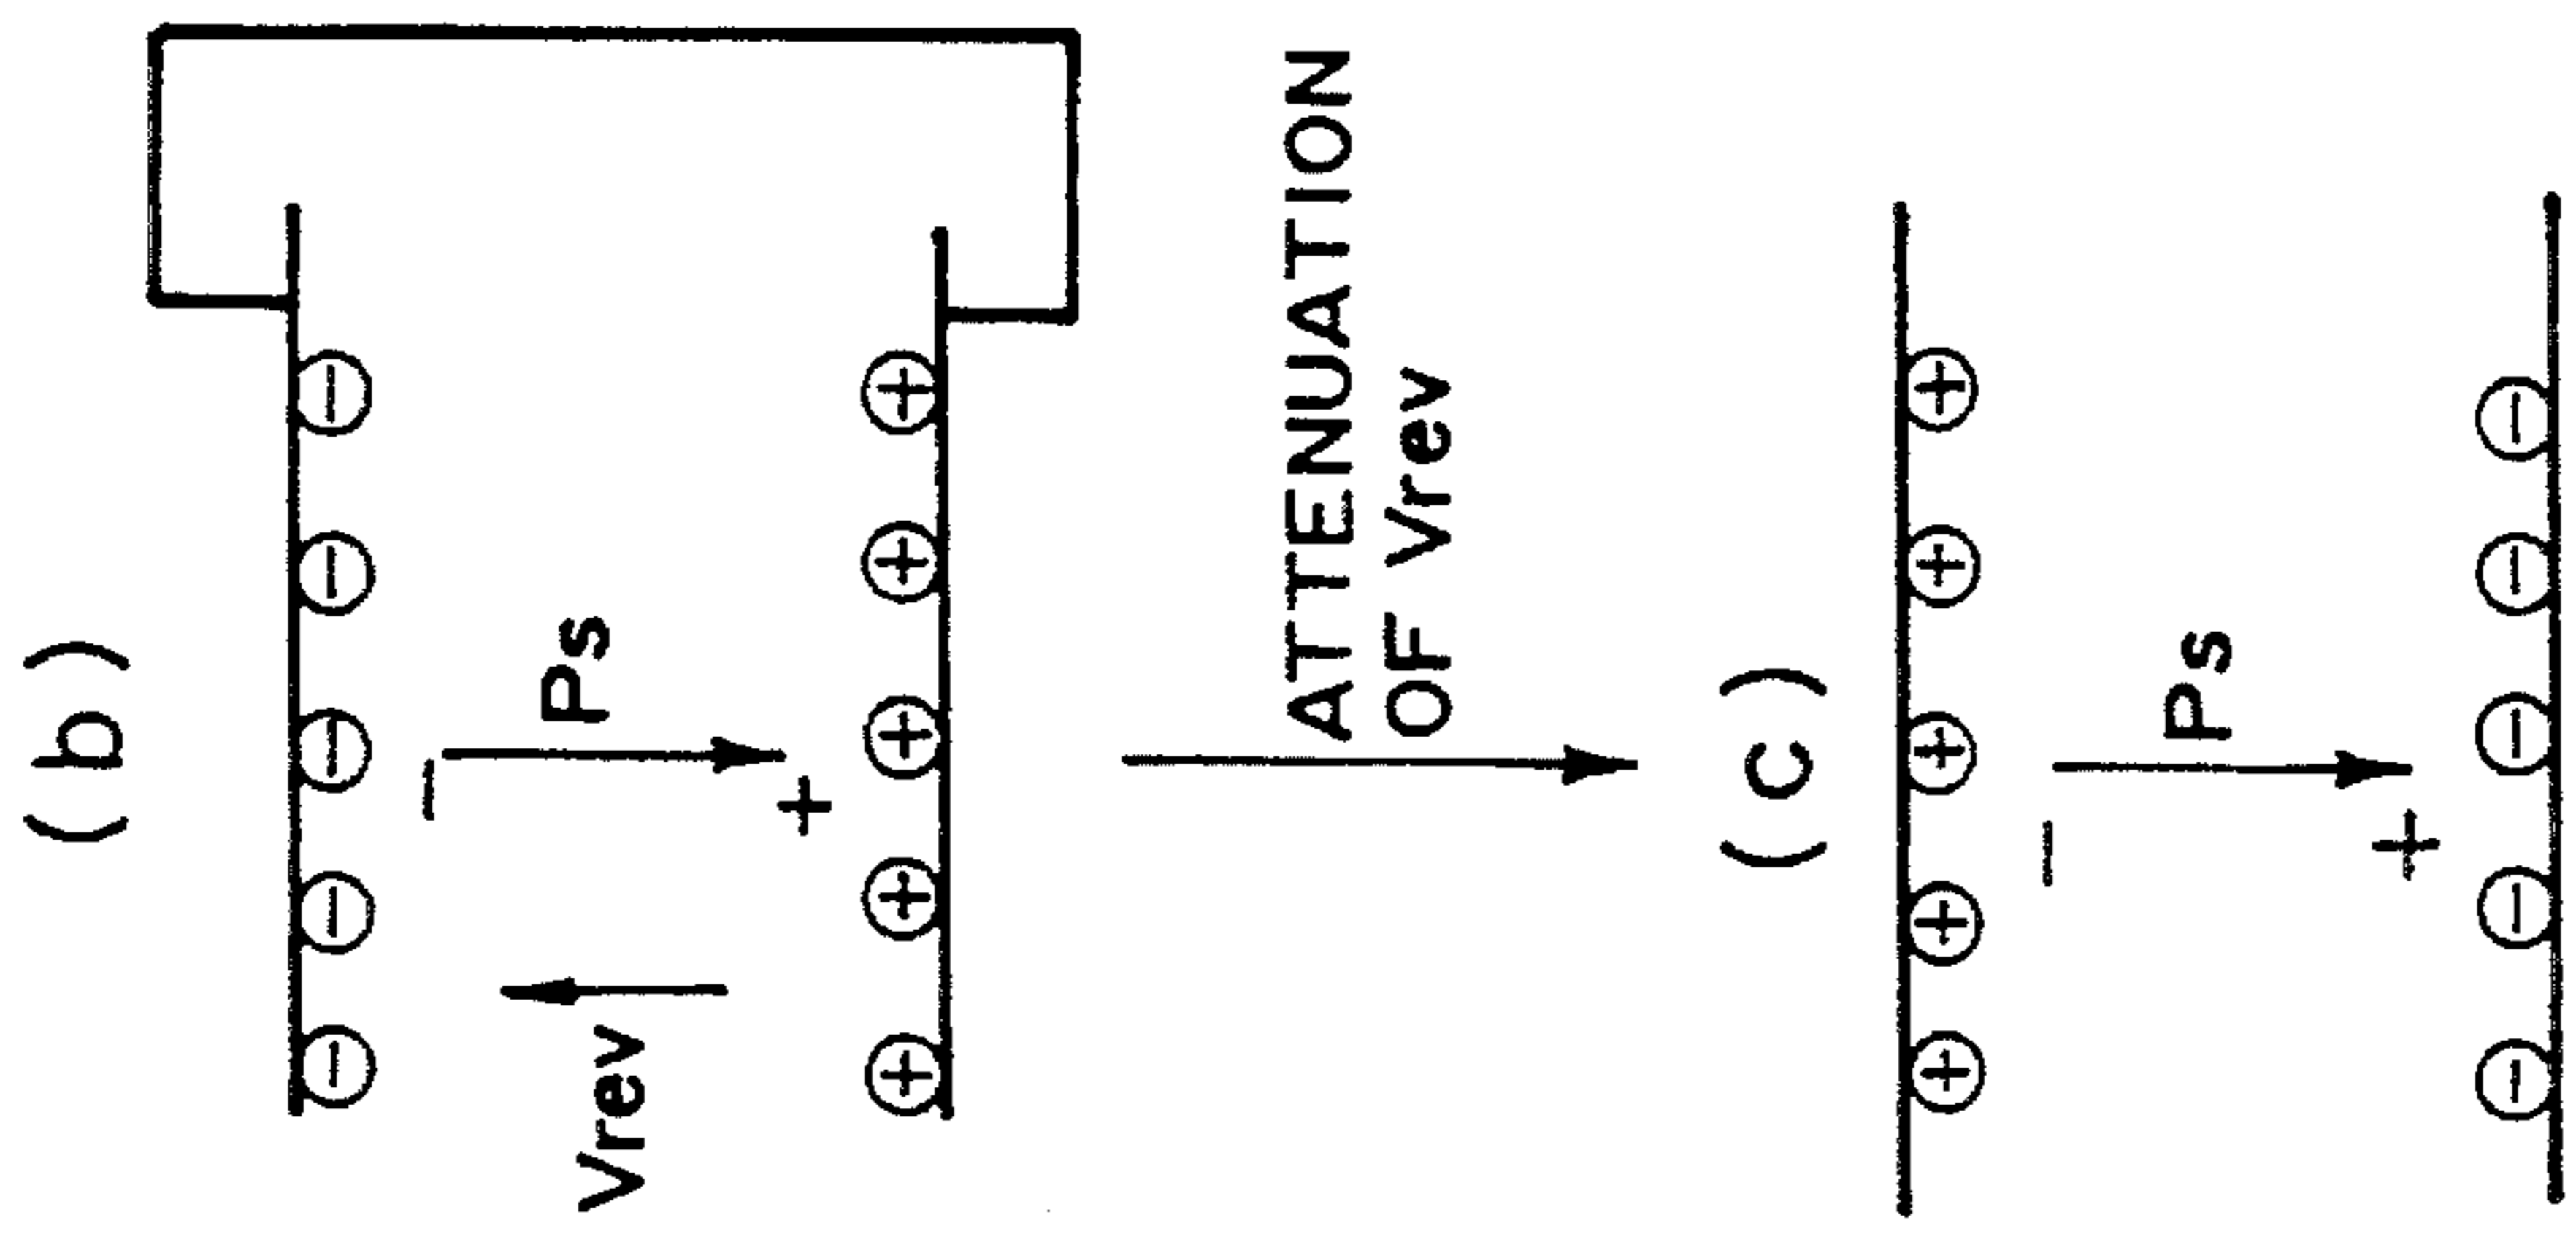 (b)
⊖ ⊖ ⊖ ⊖ ⊖
−
Ps
Vrev
+
⊕ ⊕ ⊕ ⊕ ⊕
ATTENUATION
OF Vrev
(c)
⊕ ⊕ ⊕ ⊕ ⊕
−
Ps
+
⊖ ⊖ ⊖ ⊖ ⊖